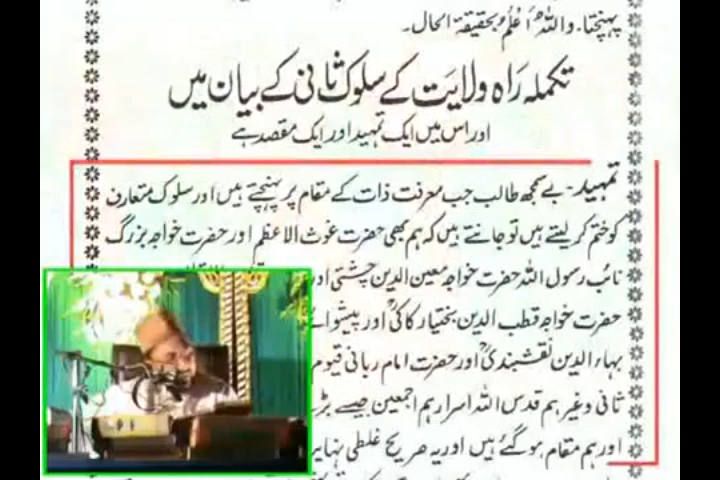 پہنچتا۔ واللہ اعلم بحقیقۃ الحال۔
تکملہ راہ ولایت کے سلوک ثانی کے بیان میں
اور اس میں ایک تمہید اور ایک مقصد ہے
تمہید۔ بے سمجھ طالب جب معرفت ذات کے مقام پر پہنچتے ہیں اور سلوک متعارف
کو ختم کر لیتے ہیں تو جانتے ہیں کہ ہم بھی حضرت غوث الاعظم اور حضرت خواجہ بزرگ
نائب رسول اللہ حضرت خواجہ معین الدین چشتی اور
حضرت خواجہ قطب الدین بختیار کاکی اور پیشوائے
بہاء الدین نقشبندی اور حضرت امام ربانی قیوم
ثانی وغیرہم قدس اللہ اسرارہم اجمعین جیسے بڑے
اور ہم مقام ہو گئے ہیں اور یہ صریح غلطی